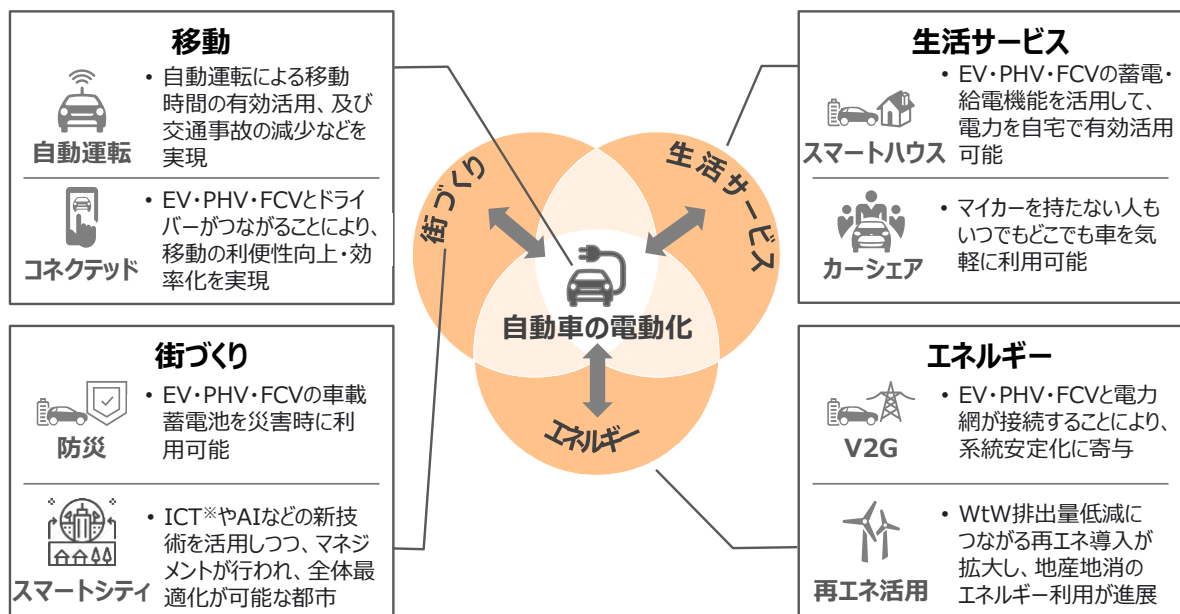 移動
自動運転
• 自動運転による移動
時間の有効活用、及び
交通事故の減少などを
実現
コネクテッド
• EV・PHV・FCVとドライ
バーがつながることにより、
移動の利便性向上・効
率化を実現
街づくり
防災
• EV・PHV・FCVの車載
蓄電池を災害時に利
用可能
スマートシティ
• ICT※やAIなどの新技
術を活用しつつ、マネジ
メントが行われ、全体最
適化が可能な都市
街づくり
生活サービス
自動車の電動化
エネルギー
生活サービス
スマートハウス
• EV・PHV・FCVの蓄電・
給電機能を活用して、
電力を自宅で有効活用
可能
カーシェア
• マイカーを持たない人も
いつでもどこでも車を気
軽に利用可能
エネルギー
V2G
• EV・PHV・FCVと電力
網が接続することにより、
系統安定化に寄与
再エネ活用
• WtW排出量低減に
つながる再エネ導入が
拡大し、地産地消の
エネルギー利用が進展